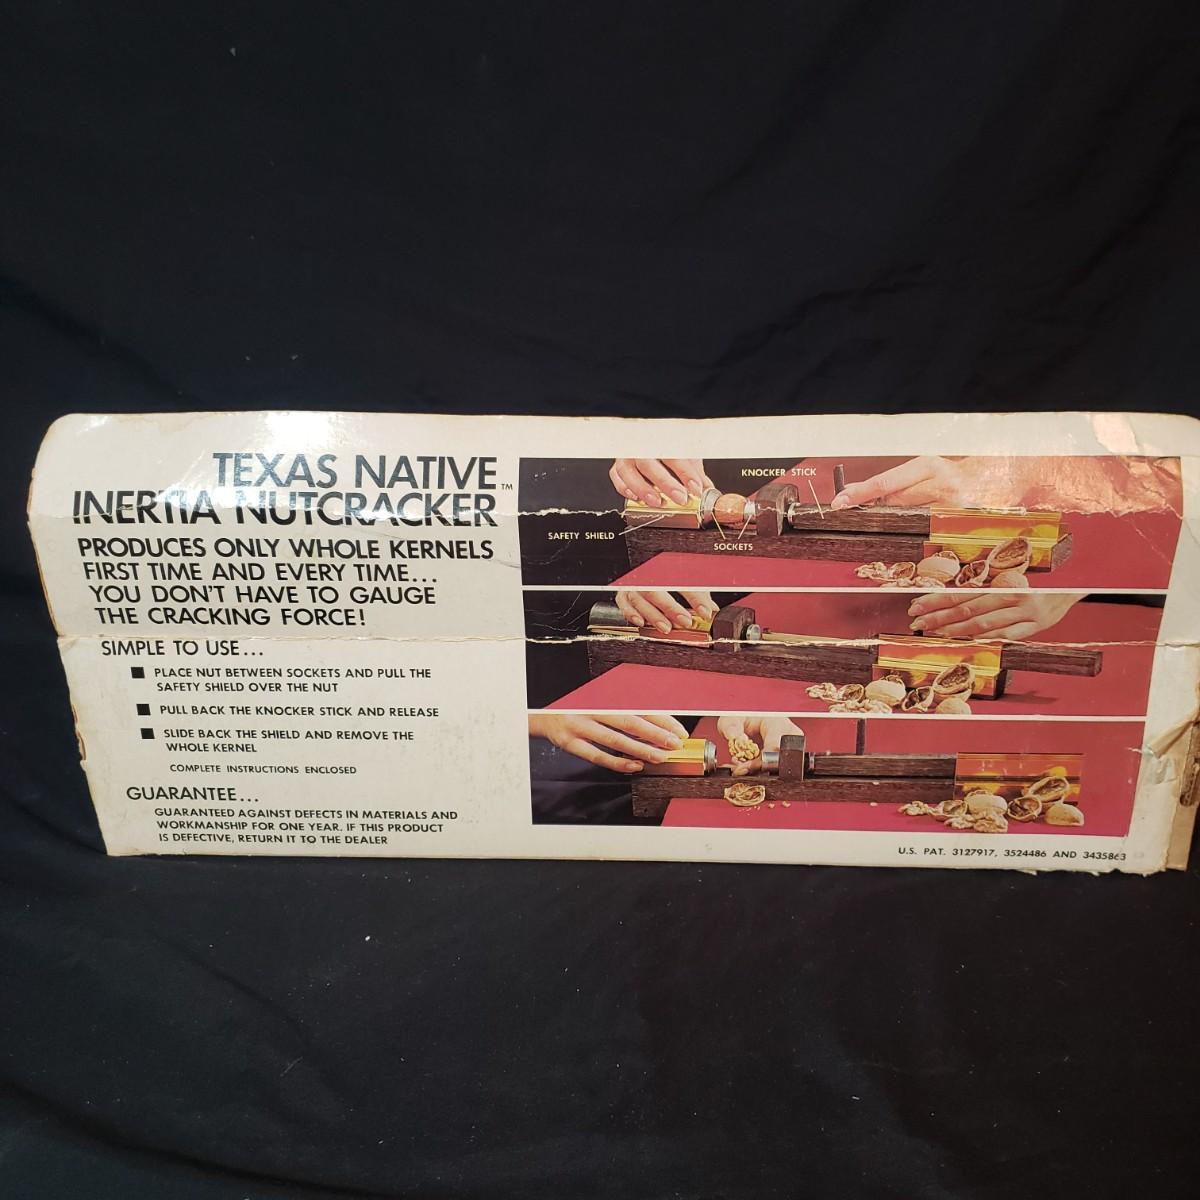 TEXAS NATIVE™
INERTIA NUTCRACKER
PRODUCES ONLY WHOLE KERNELS
FIRST TIME AND EVERY TIME...
YOU DON'T HAVE TO GAUGE
THE CRACKING FORCE!
SIMPLE TO USE...
■ PLACE NUT BETWEEN SOCKETS AND PULL THE
SAFETY SHIELD OVER THE NUT
■ PULL BACK THE KNOCKER STICK AND RELEASE
■ SLIDE BACK THE SHIELD AND REMOVE THE
WHOLE KERNEL
COMPLETE INSTRUCTIONS ENCLOSED
GUARANTEE...
GUARANTEED AGAINST DEFECTS IN MATERIALS AND
WORKMANSHIP FOR ONE YEAR. IF THIS PRODUCT
IS DEFECTIVE, RETURN IT TO THE DEALER
KNOCKER STICK
SAFETY SHIELD
SOCKETS
U.S. PAT. 3127917, 3524486 AND 3435863